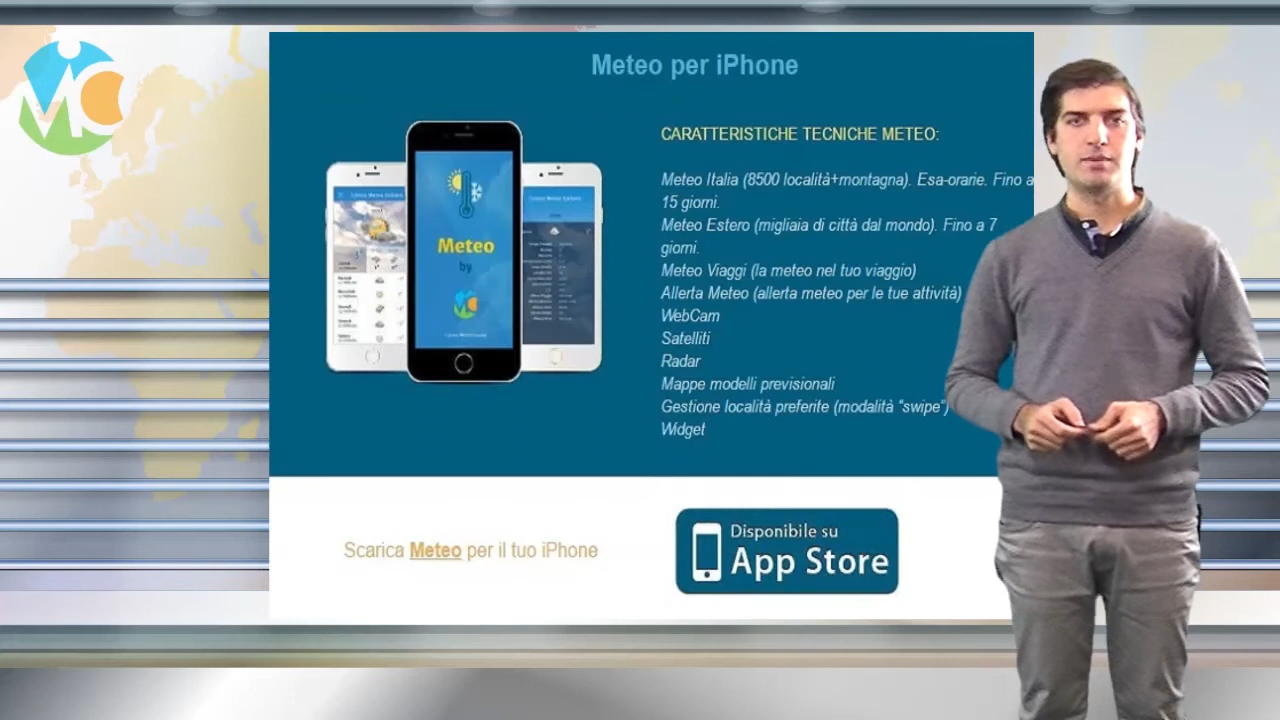 Meteo per iPhone
CARATTERISTICHE TECNICHE METEO:
Meteo Italia (8500 località+montagna). Esa-orarie. Fino a
15 giorni.
Meteo Estero (migliaia di città dal mondo). Fino a 7
giorni.
Meteo Viaggi (la meteo nel tuo viaggio)
Allerta Meteo (allerta meteo per le tue attività)
WebCam
Satelliti
Radar
Mappe modelli previsionali
Gestione località preferite (modalità "swipe")
Widget
Meteo
by
Scarica Meteo per il tuo iPhone
Disponibile su
App Store
MC